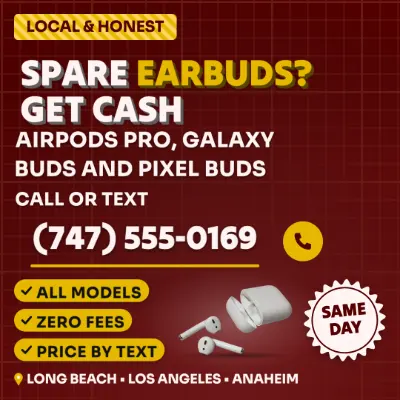 LOCAL & HONEST
SPARE EARBUDS?
GET CASH
AIRPODS PRO, GALAXY
BUDS AND PIXEL BUDS
CALL OR TEXT
(747) 555-0169
ALL MODELS
ZERO FEES
PRICE BY TEXT
SAME
DAY
LONG BEACH ▪ LOS ANGELES ▪ ANAHEIM